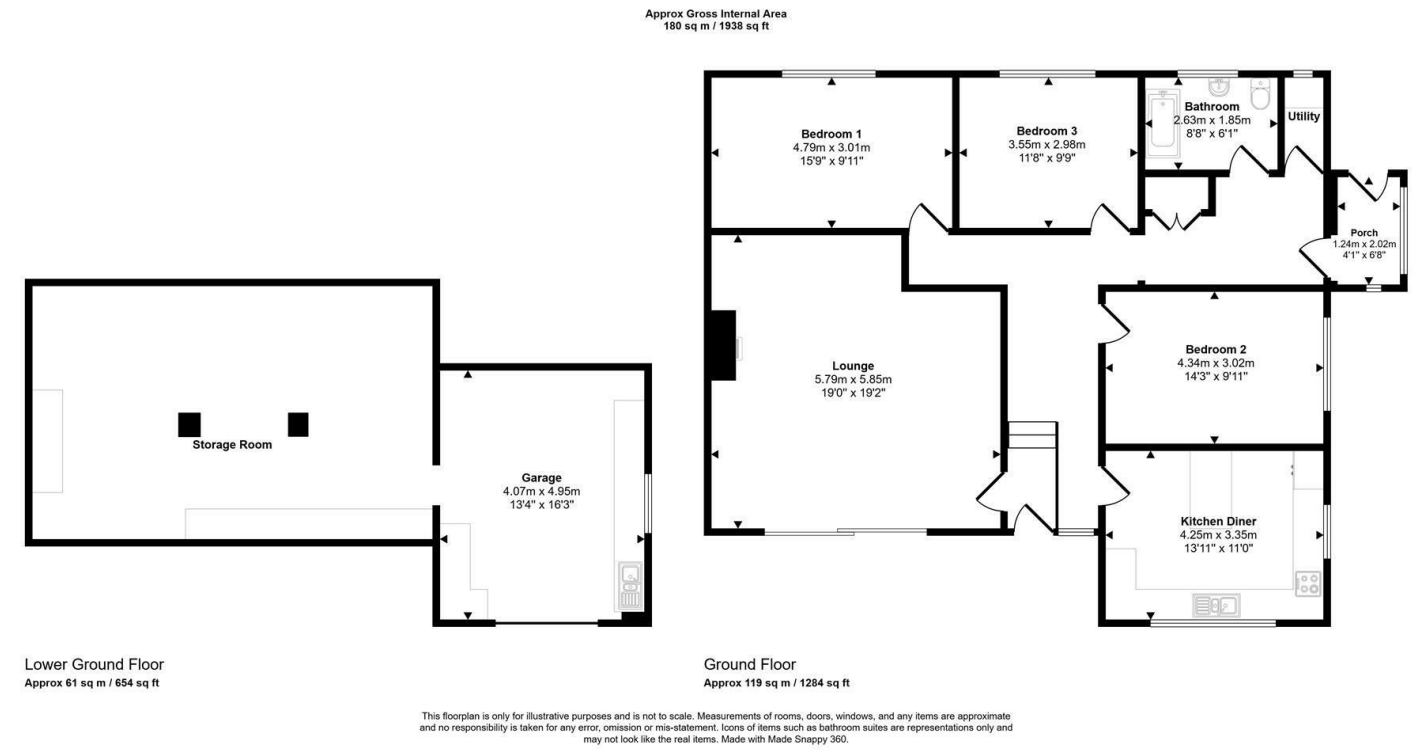 Approx Gross Internal Area
180 sq m / 1938 sq ft
Bedroom 1
4.79m x 3.01m
15'9" x 9'11"
Bedroom 3
3.55m x 2.98m
11'8" x 9'9"
Bathroom
2.63m x 1.85m
8'8" x 6'1"
Utility
Porch
1.24m x 2.02m
4'1" x 6'8"
Lounge
5.79m x 5.85m
19'0" x 19'2"
Bedroom 2
4.34m x 3.02m
14'3" x 9'11"
Storage Room
Garage
4.07m x 4.95m
13'4" x 16'3"
Kitchen Diner
4.25m x 3.35m
13'11" x 11'0"
Lower Ground Floor
Approx 61 sq m / 654 sq ft
Ground Floor
Approx 119 sq m / 1284 sq ft
This floorplan is only for illustrative purposes and is not to scale. Measurements of rooms, doors, windows, and any items are approximate
and no responsibility is taken for any error, omission or mis-statement. Icons of items such as bathroom suites are representations only and
may not look like the real items. Made with Made Snappy 360.